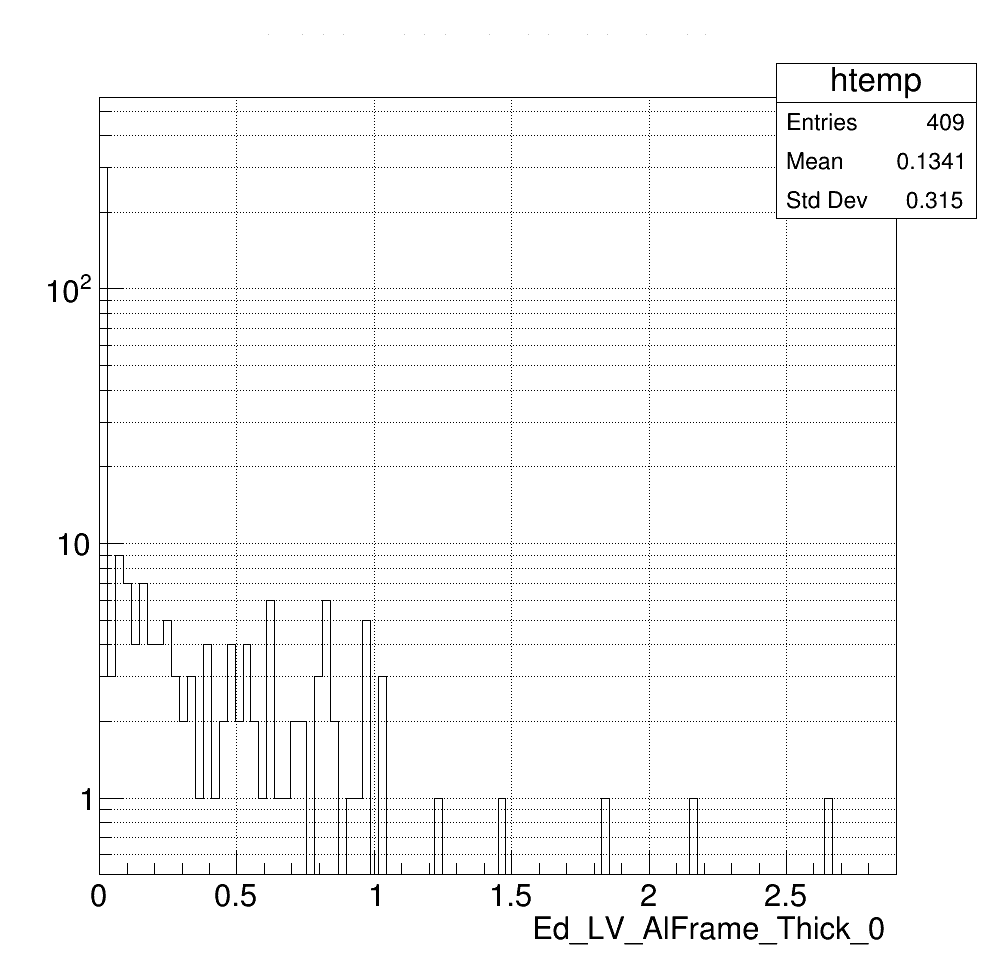 htemp
Entries 409
Mean 0.1341
Std Dev 0.315
10²
10
1
0 0.5 1 1.5 2 2.5
Ed_LV_AlFrame_Thick_0